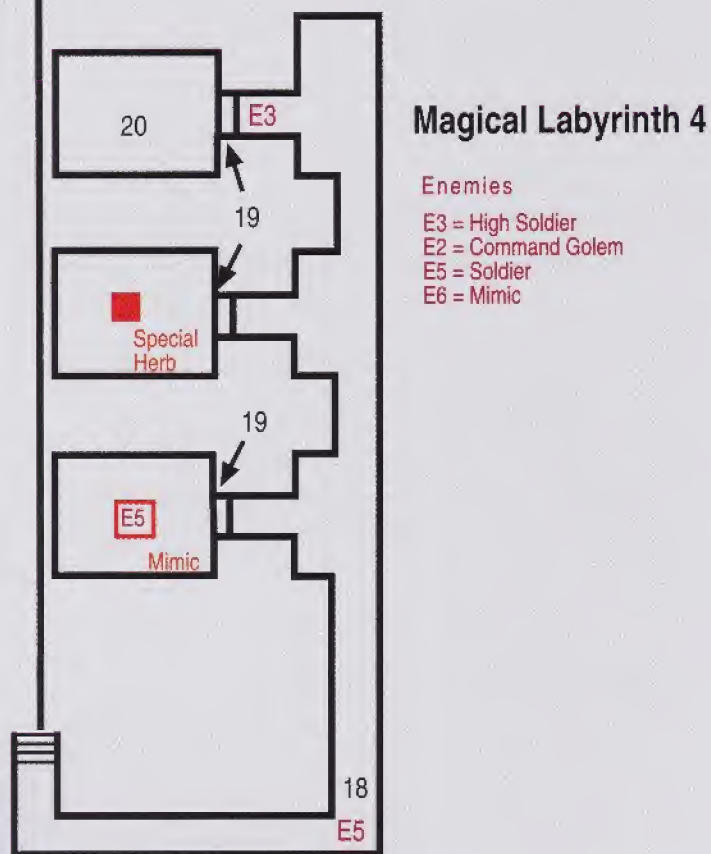 Magical Labyrinth 4
Enemies
E3 = High Soldier
E2 = Command Golem
E5 = Soldier
E6 = Mimic
20
E3
19
Special
Herb
19
E5
Mimic
18
E5